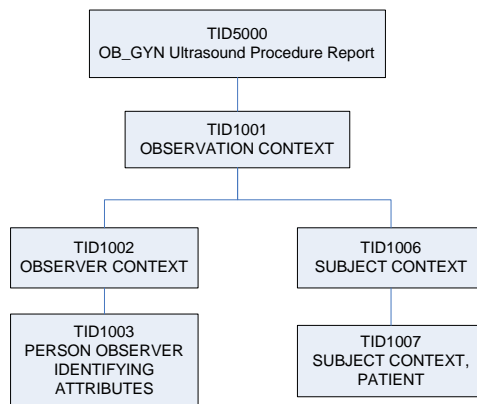 TID5000
OB_GYN Ultrasound Procedure Report
TID1001
OBSERVATION CONTEXT
TID1002
OBSERVER CONTEXT
TID1006
SUBJECT CONTEXT
TID1003
PERSON OBSERVER
IDENTIFYING
ATTRIBUTES
TID1007
SUBJECT CONTEXT,
PATIENT